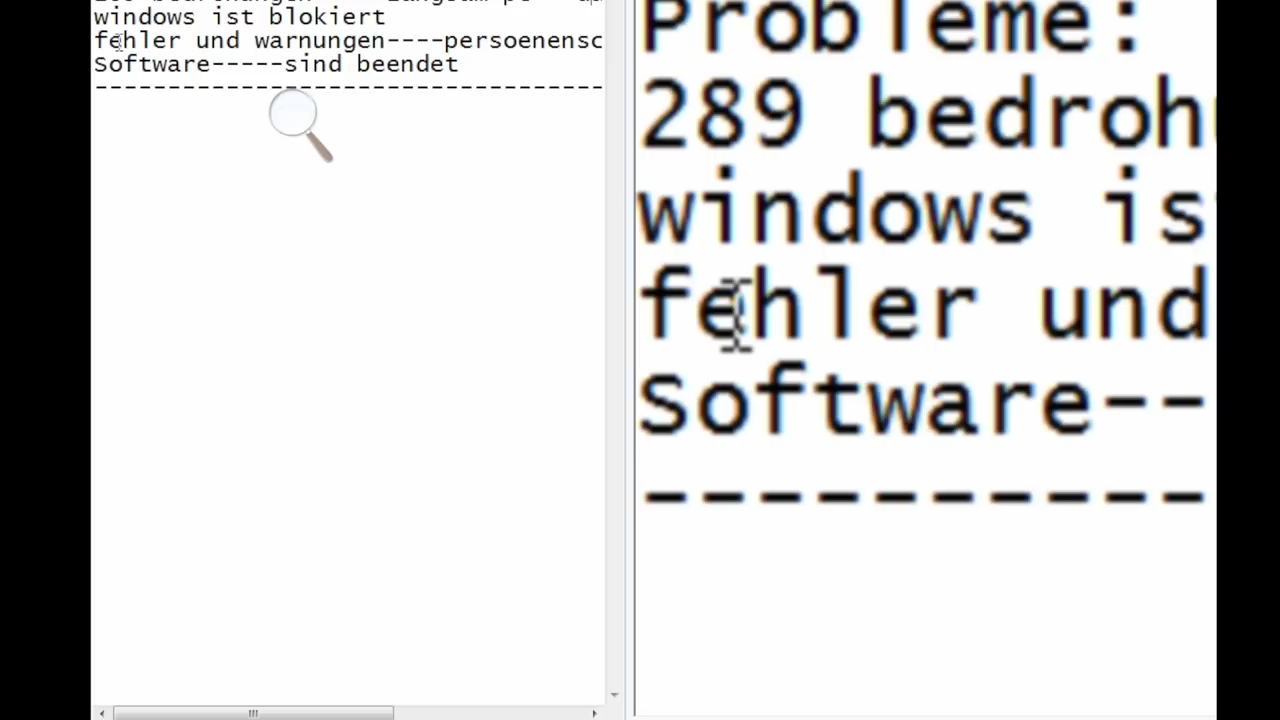 windows ist blokiert
fehler und warnungen----persoenensc
Software-----sind beendet
-----------------------------------
Probleme:
289 bedroh
windows is
fehler und
Software--
----------